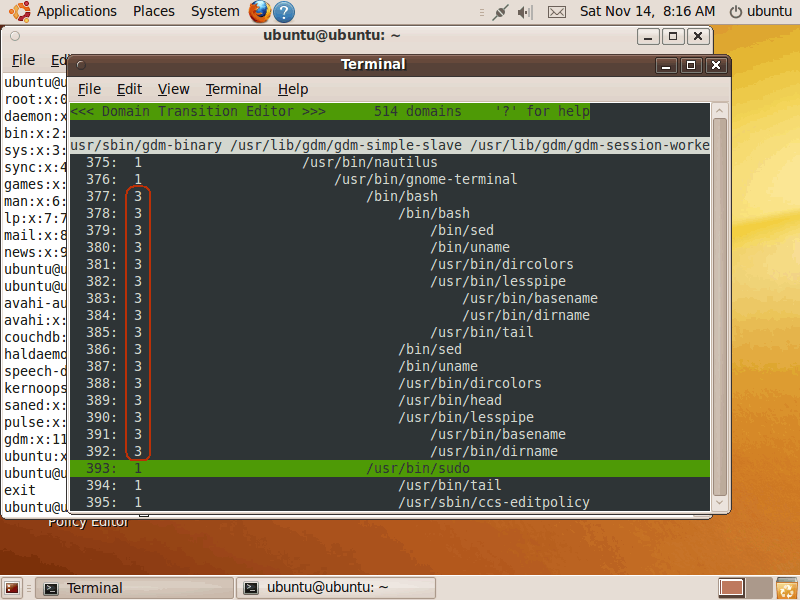 Applications Places System Sat Nov 14, 8:16 AM ubuntu
ubuntu@ubuntu: ~
File Ed
Terminal
File Edit View Terminal Help
ubuntu@u
root:x:0
daemon:x
bin:x:2:
sys:x:3:
sync:x:4
games:x:
man:x:6:
lp:x:7:7
mail:x:8
news:x:9
ubuntu@u
ubuntu@u
avahi-au
avahi:x:
couchdb:
haldaemo
speech-d
kernoops
saned:x:
pulse:x:
gdm:x:11
ubuntu:x
ubuntu@u
exit
ubuntu@u
<<< Domain Transition Editor >>> 514 domains '?' for help
usr/sbin/gdm-binary /usr/lib/gdm/gdm-simple-slave /usr/lib/gdm/gdm-session-worke
375: 1 /usr/bin/nautilus
376: 1 /usr/bin/gnome-terminal
377: 3 /bin/bash
378: 3 /bin/bash
379: 3 /bin/sed
380: 3 /bin/uname
381: 3 /usr/bin/dircolors
382: 3 /usr/bin/lesspipe
383: 3 /usr/bin/basename
384: 3 /usr/bin/dirname
385: 3 /usr/bin/tail
386: 3 /bin/sed
387: 3 /bin/uname
388: 3 /usr/bin/dircolors
389: 3 /usr/bin/head
390: 3 /usr/bin/lesspipe
391: 3 /usr/bin/basename
392: 3 /usr/bin/dirname
393: 1 /usr/bin/sudo
394: 1 /usr/bin/tail
395: 1 /usr/sbin/ccs-editpolicy
Policy Editor
Terminal ubuntu@ubuntu: ~